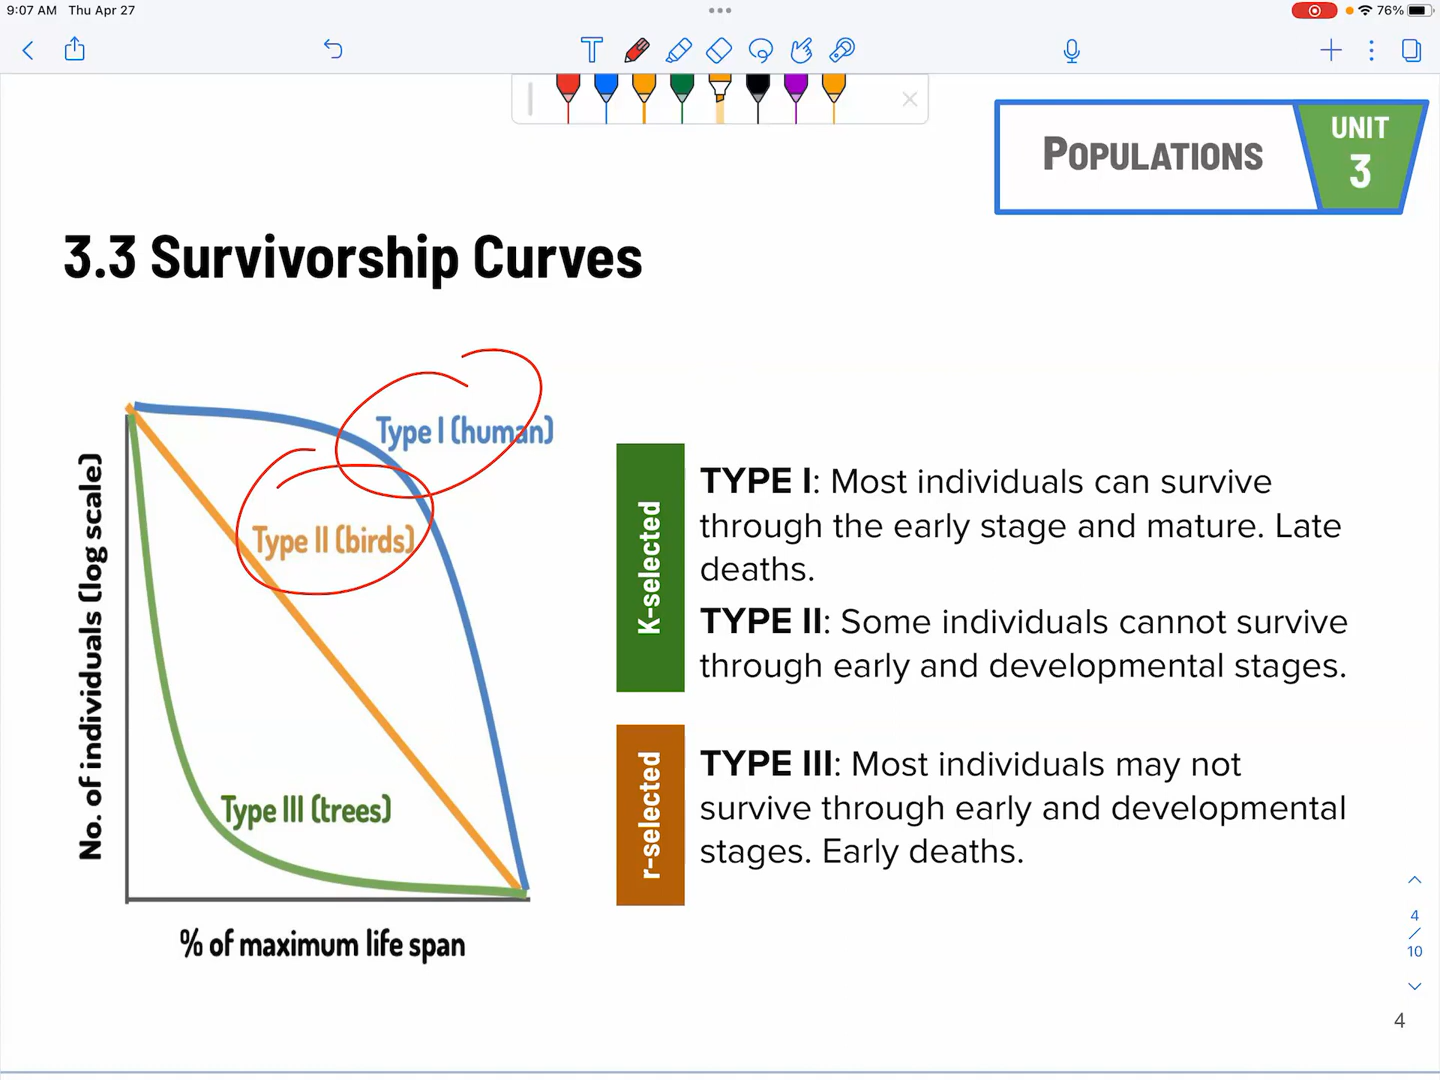 9:07 AM Thu Apr 27
76%
T
POPULATIONS
UNIT
3
3.3 Survivorship Curves
Type I (human)
Type II (birds)
Type III (trees)
No. of individuals (log scale)
% of maximum life span
K-selected
TYPE I: Most individuals can survive
through the early stage and mature. Late
deaths.
TYPE II: Some individuals cannot survive
through early and developmental stages.
r-selected
TYPE III: Most individuals may not
survive through early and developmental
stages. Early deaths.
4
/
10
4